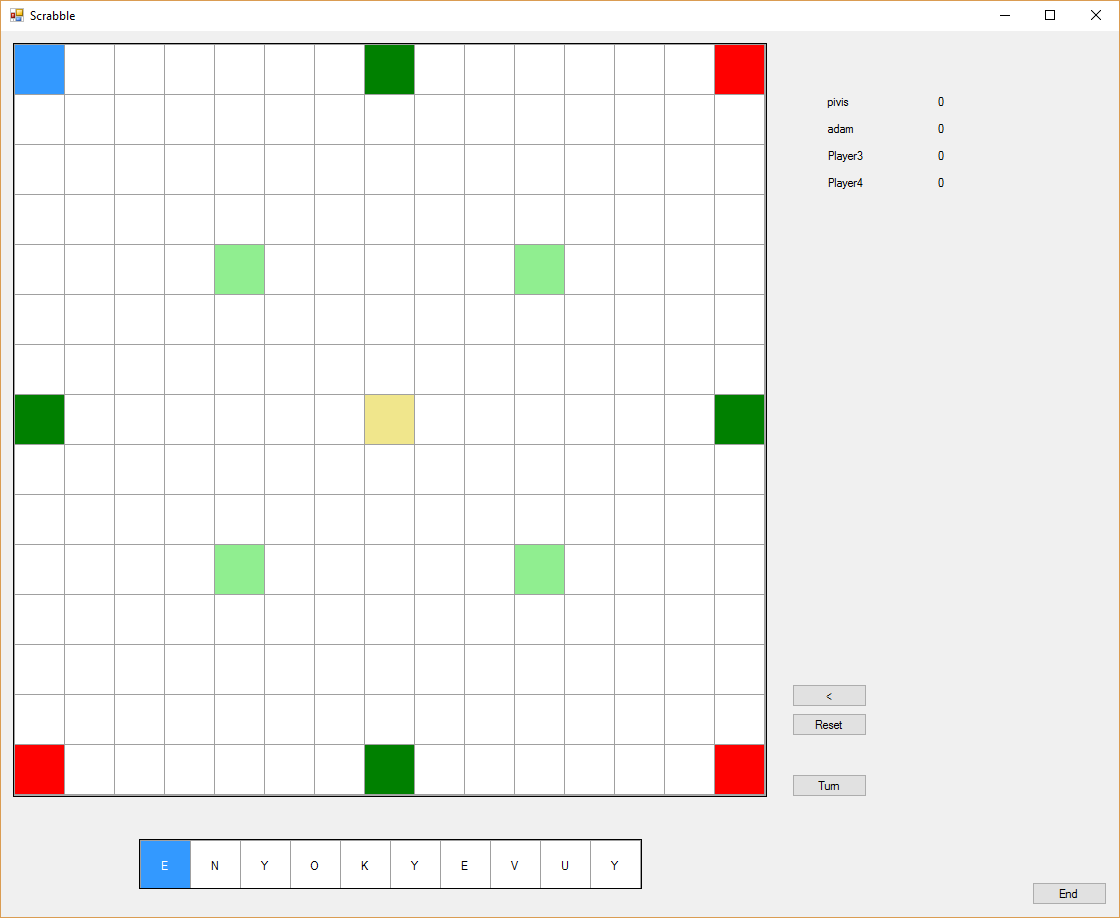 Scrabble
pivis 0
adam 0
Player3 0
Player4 0
<
Reset
Turn
E N Y O K Y E V U Y
End